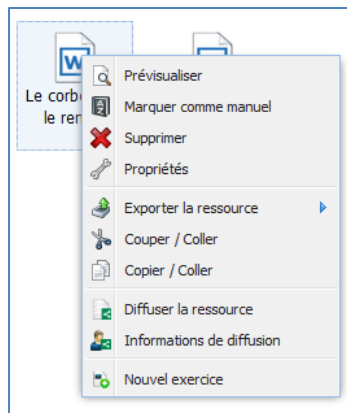 Le corb
le ren
Prévisualiser
Marquer comme manuel
Supprimer
Propriétés
Exporter la ressource
Couper / Coller
Copier / Coller
Diffuser la ressource
Informations de diffusion
Nouvel exercice